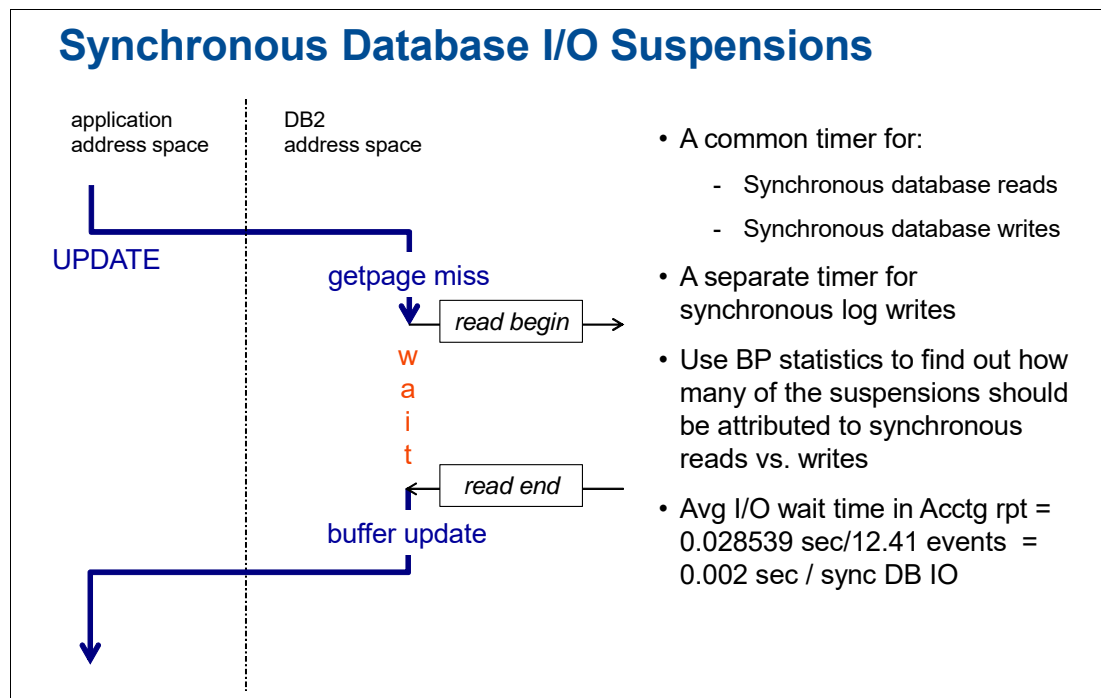 Synchronous Database I/O Suspensions
application
address space
DB2
address space
UPDATE
getpage miss
read begin
w
a
i
t
read end
buffer update
• A common timer for:
- Synchronous database reads
- Synchronous database writes
• A separate timer for
synchronous log writes
• Use BP statistics to find out how
many of the suspensions should
be attributed to synchronous
reads vs. writes
• Avg I/O wait time in Acctg rpt =
0.028539 sec/12.41 events =
0.002 sec / sync DB IO